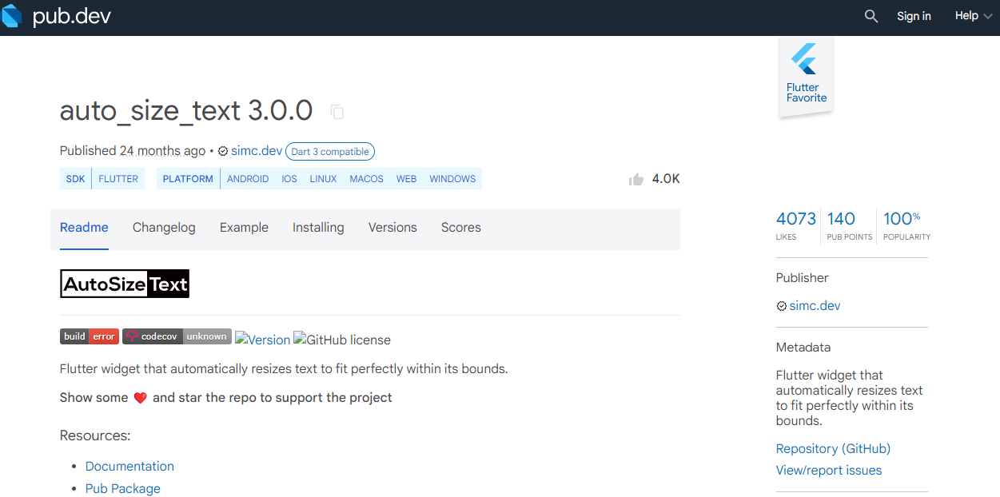 pub.dev
Sign in
Help
Flutter
Favorite
auto_size_text 3.0.0
Published 24 months ago • simc.dev Dart 3 compatible
SDK FLUTTER PLATFORM ANDROID IOS LINUX MACOS WEB WINDOWS
4.0K
Readme Changelog Example Installing Versions Scores
AutoSize Text
build error codecov unknown Version GitHub license
Flutter widget that automatically resizes text to fit perfectly within its bounds.
Show some ❤️ and star the repo to support the project
Resources:
• Documentation
• Pub Package
4073 140 100%
LIKES PUB POINTS POPULARITY
Publisher
simc.dev
Metadata
Flutter widget that
automatically resizes text
to fit perfectly within its
bounds.
Repository (GitHub)
View/report issues